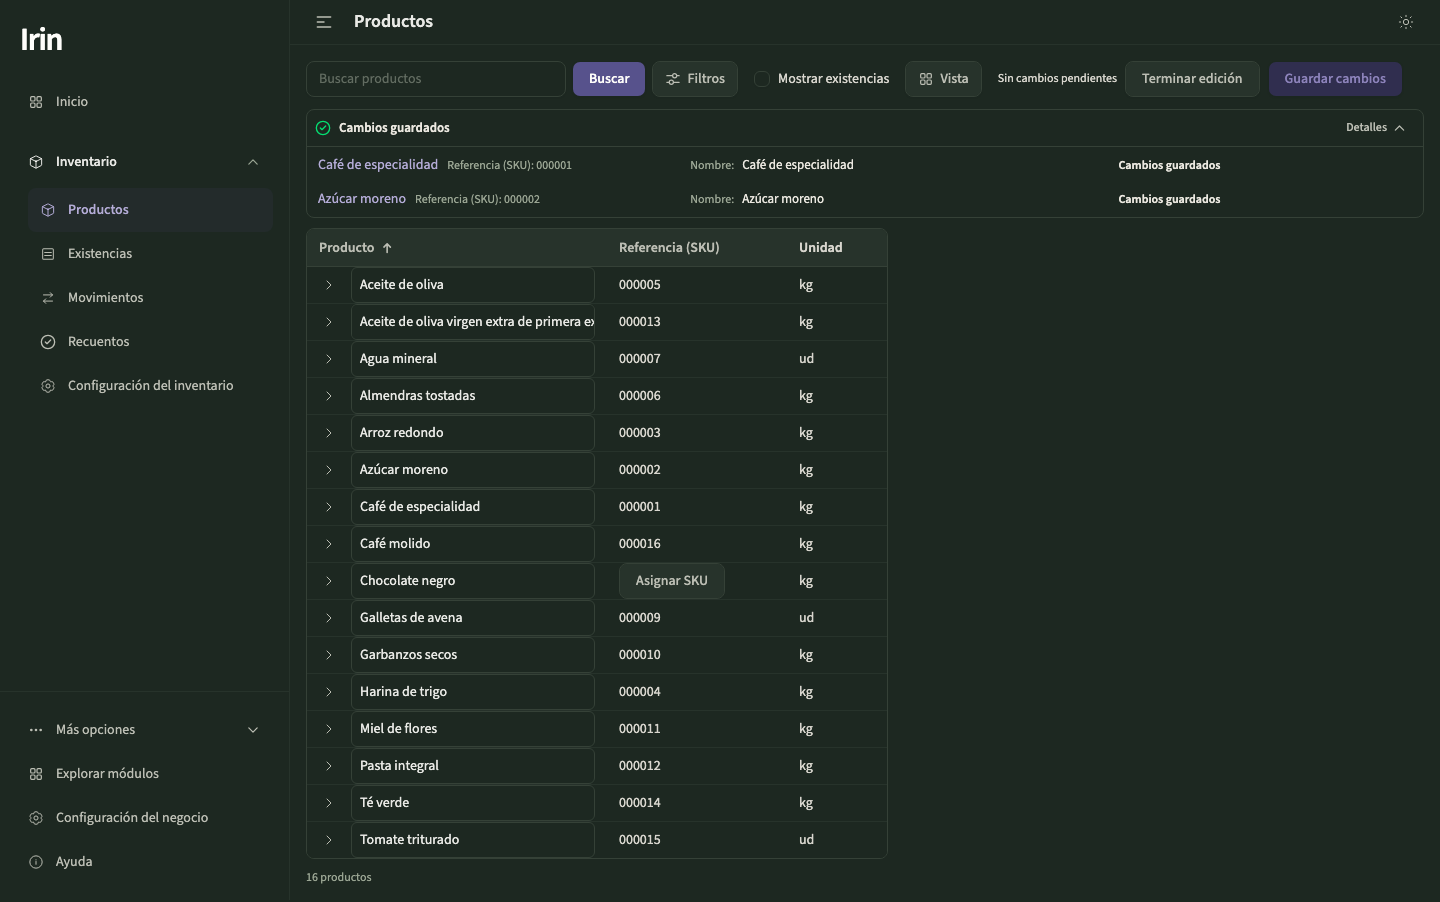 Irin
Inicio
Inventario
Productos
Existencias
Movimientos
Recuentos
Configuración del inventario
Más opciones
Explorar módulos
Configuración del negocio
Ayuda
Productos
Buscar productos
Buscar
Filtros
Mostrar existencias
Vista
Sin cambios pendientes
Terminar edición
Guardar cambios
Cambios guardados
Detalles
Café de especialidad Referencia (SKU): 000001 Nombre: Café de especialidad Cambios guardados
Azúcar moreno Referencia (SKU): 000002 Nombre: Azúcar moreno Cambios guardados
Producto Referencia (SKU) Unidad
Aceite de oliva 000005 kg
Aceite de oliva virgen extra de primera 000013 kg
Agua mineral 000007 ud
Almendras tostadas 000006 kg
Arroz redondo 000003 kg
Azúcar moreno 000002 kg
Café de especialidad 000001 kg
Café molido 000016 kg
Chocolate negro Asignar SKU kg
Galletas de avena 000009 ud
Garbanzos secos 000010 kg
Harina de trigo 000004 kg
Miel de flores 000011 kg
Pasta integral 000012 kg
Té verde 000014 kg
Tomate triturado 000015 ud
16 productos